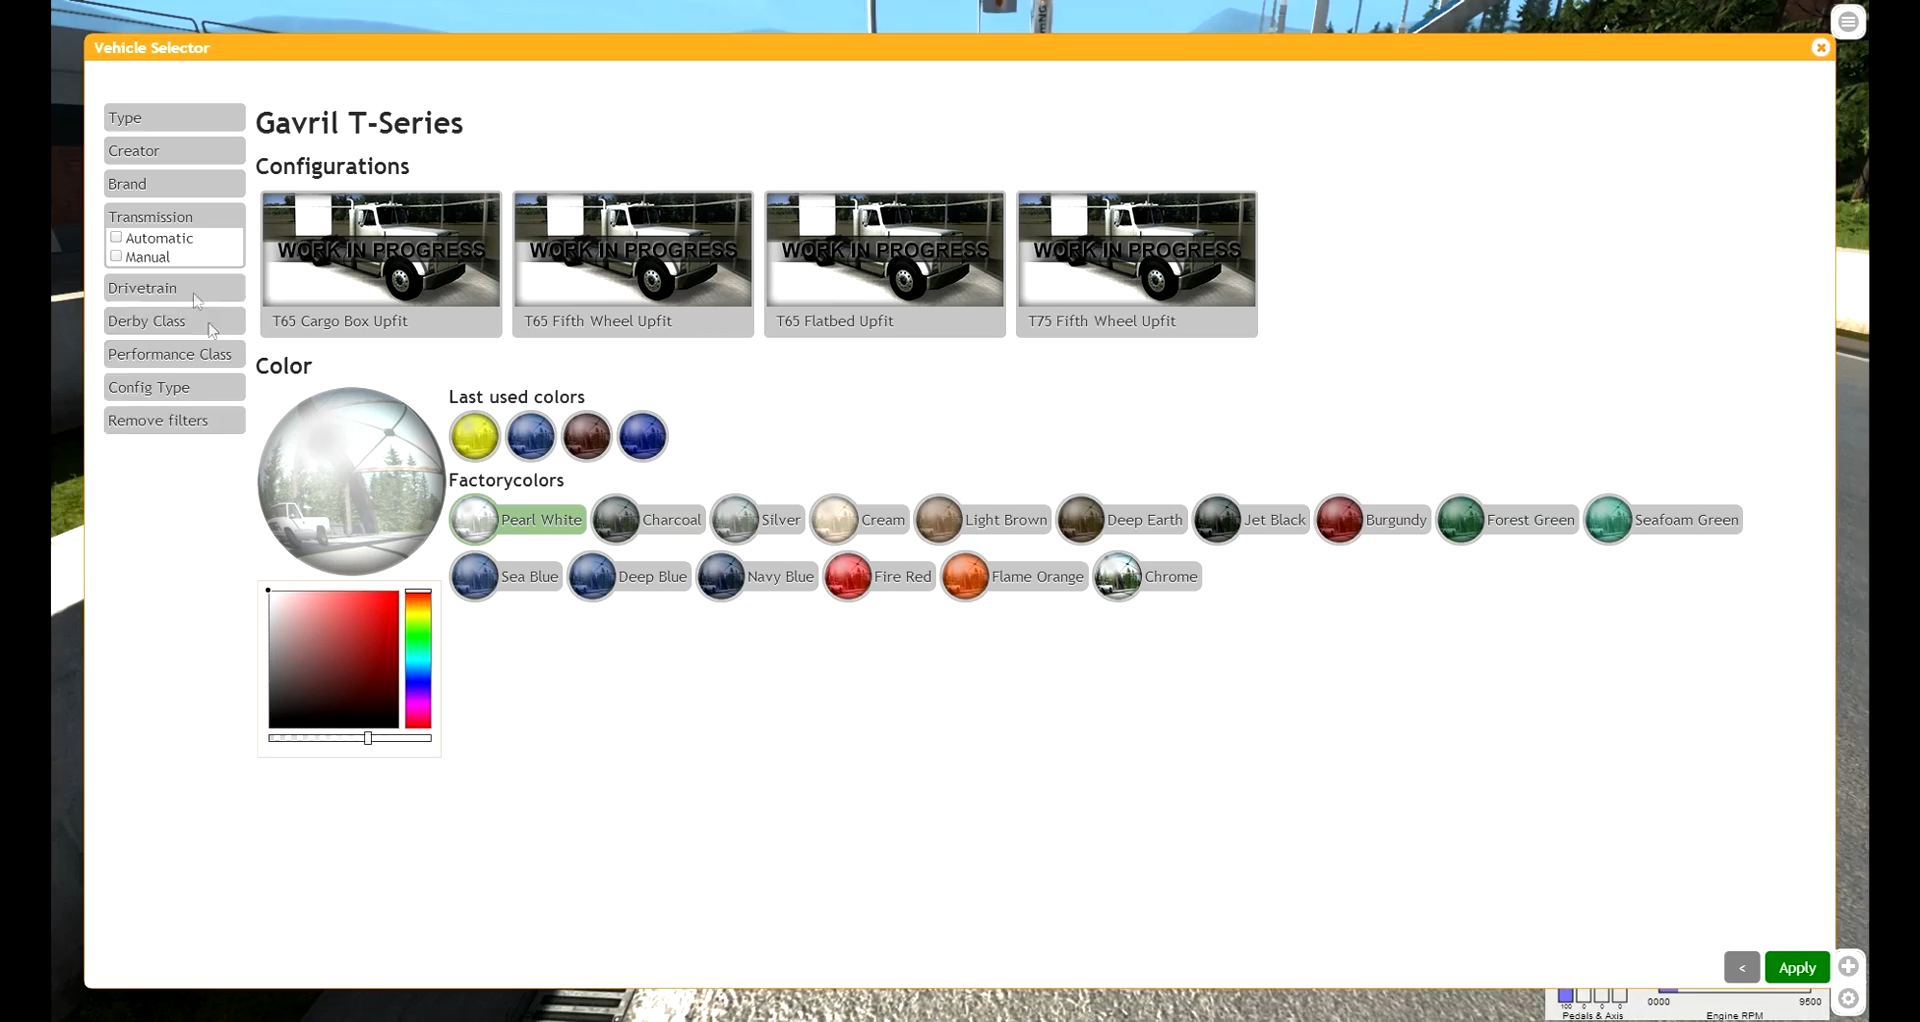 Vehicle Selector
Type
Creator
Brand
Transmission
Automatic
Manual
Drivetrain
Derby Class
Performance Class
Config Type
Remove filters
Gavril T-Series
Configurations
WORK IN PROGRESS WORK IN PROGRESS WORK IN PROGRESS WORK IN PROGRESS
T65 Cargo Box Upfit T65 Fifth Wheel Upfit T65 Flatbed Upfit T75 Fifth Wheel Upfit
Color
Last used colors
Factorycolors
Pearl White Charcoal Silver Cream Light Brown Deep Earth Jet Black Burgundy Forest Green Seafoam Green
Sea Blue Deep Blue Navy Blue Fire Red Flame Orange Chrome
< Apply
100 0 0 0 0000 9500
Pedals & Axis Engine RPM